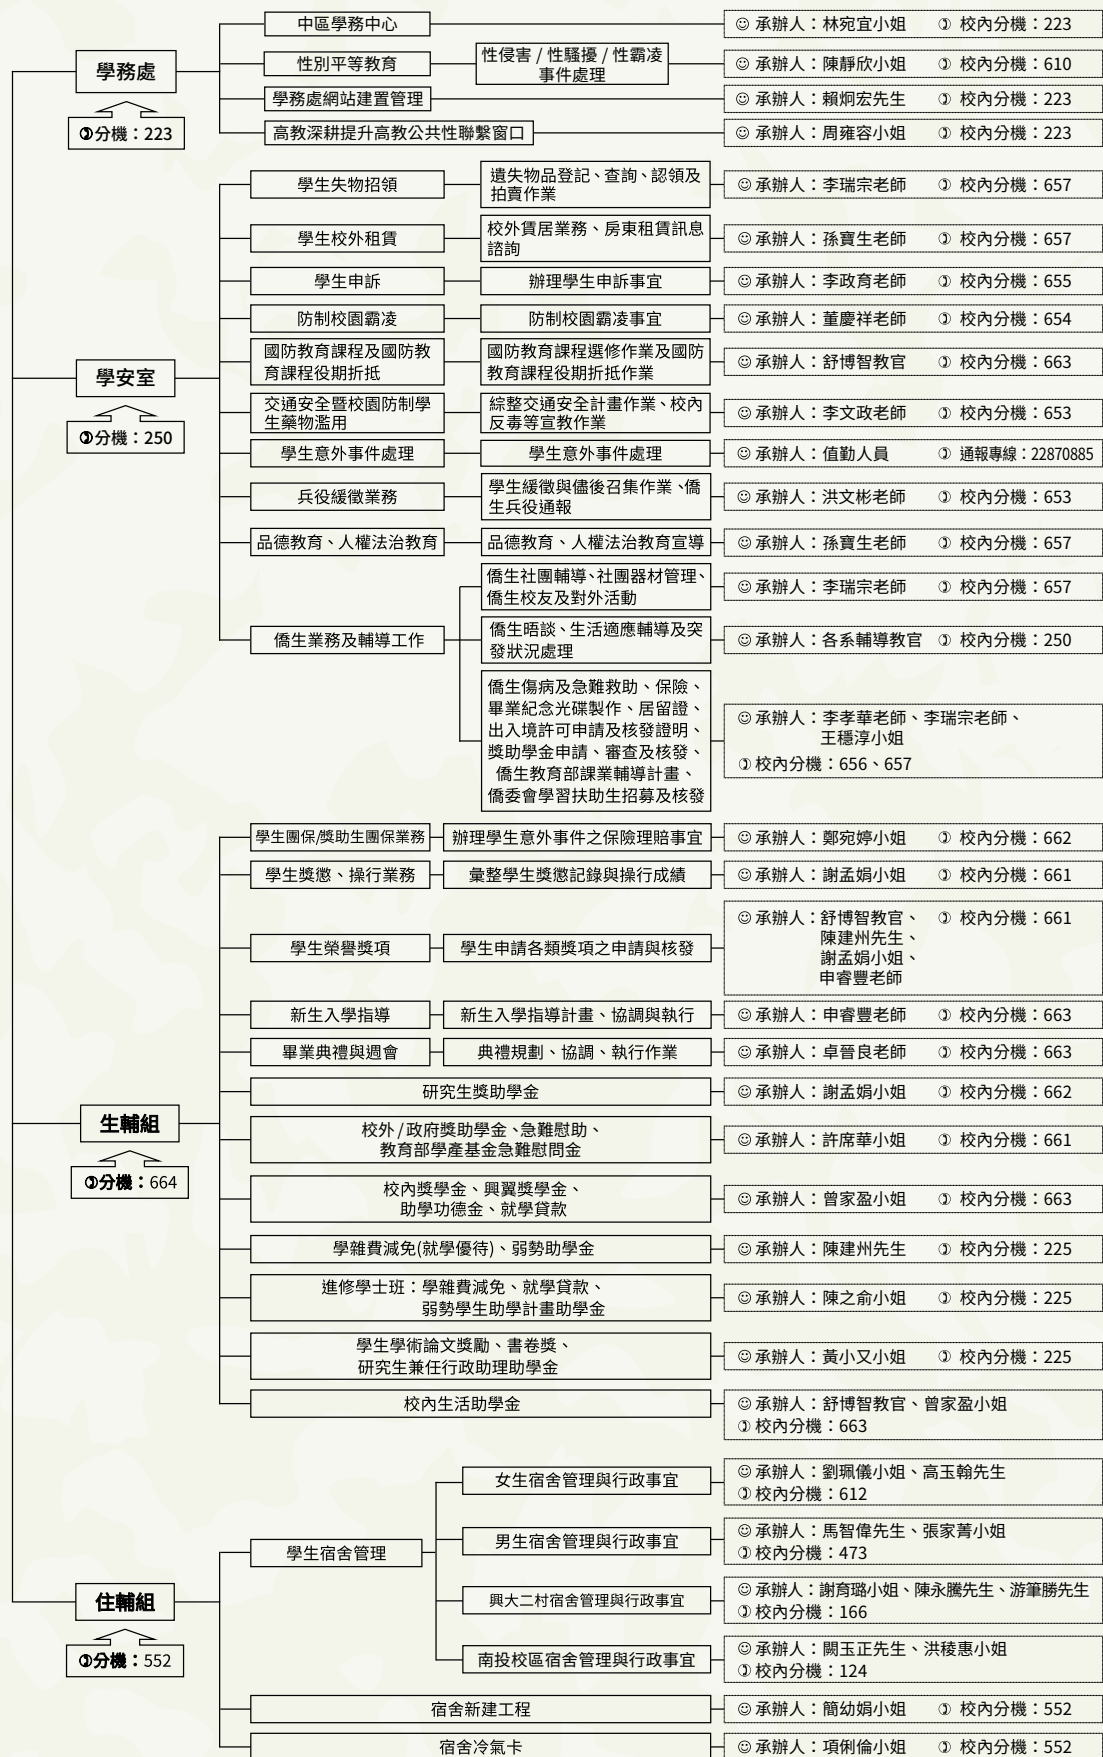 中區學務中心
☺承辦人：林宛宜小姐 校內分機：223
學務處
分機：223
性別平等教育
性侵害 / 性騷擾 / 性霸凌
事件處理
☺承辦人：陳靜欣小姐 校內分機：610
學務處網站建置管理
☺承辦人：賴炯宏先生 校內分機：223
高教深耕提升高教公共性聯繫窗口
☺承辦人：周雍容小姐 校內分機：223
學安室
分機：250
學生失物招領
遺失物品登記、查詢、認領及
拍賣作業
☺承辦人：李瑞宗老師 校內分機：657
學生校外租賃
校外賃居業務、房東租賃訊息
諮詢
☺承辦人：孫寶生老師 校內分機：657
學生申訴
辦理學生申訴事宜
☺承辦人：李政育老師 校內分機：655
防制校園霸凌
防制校園霸凌事宜
☺承辦人：董慶祥老師 校內分機：654
國防教育課程及國防教
育課程役期折抵
國防教育課程選修作業及國防
教育課程役期折抵作業
☺承辦人：舒博智教官 校內分機：663
交通安全暨校園防制學
生藥物濫用
綜整交通安全計畫作業、校內
反毒等宣教作業
☺承辦人：李文政老師 校內分機：653
學生意外事件處理
學生意外事件處理
☺承辦人：值勤人員 通報專線：22870885
兵役緩徵業務
學生緩徵與儘後召集作業、僑
生兵役通報
☺承辦人：洪文彬老師 校內分機：653
品德教育、人權法治教育
品德教育、人權法治教育宣導
☺承辦人：孫寶生老師 校內分機：657
僑生業務及輔導工作
僑生社團輔導、社團器材管理、
僑生校友及對外活動
☺承辦人：李瑞宗老師 校內分機：657
僑生晤談、生活適應輔導及突
發狀況處理
☺承辦人：各系輔導教官 校內分機：250
僑生傷病及急難救助、保險、
畢業紀念光碟製作、居留證、
出入境許可申請及核發證明、
獎助學金申請、審查及核發、
僑生教育部課業輔導計畫、
僑委會學習扶助生招募及核發
☺承辦人：李孝華老師、李瑞宗老師、
王穩淳小姐
校內分機：656、657
生輔組
分機：664
學生團保/獎助生團保業務
辦理學生意外事件之保險理賠事宜
☺承辦人：鄭宛婷小姐 校內分機：662
學生獎懲、操行業務
彙整學生獎懲記錄與操行成績
☺承辦人：謝孟娟小姐 校內分機：661
學生榮譽獎項
學生申請各類獎項之申請與核發
☺承辦人：舒博智教官、 校內分機：661
陳建州先生、
謝孟娟小姐、
申睿豐老師
新生入學指導
新生入學指導計畫、協調與執行
☺承辦人：申睿豐老師 校內分機：663
畢業典禮與週會
典禮規劃、協調、執行作業
☺承辦人：卓晉良老師 校內分機：663
研究生獎助學金
☺承辦人：謝孟娟小姐 校內分機：662
校外 / 政府獎助學金、急難慰助、
教育部學產基金急難慰問金
☺承辦人：許席華小姐 校內分機：661
校內獎學金、興翼獎學金、
助學功德金、就學貸款
☺承辦人：曾家盈小姐 校內分機：663
學雜費減免(就學優待)、弱勢助學金
☺承辦人：陳建州先生 校內分機：225
進修學士班：學雜費減免、就學貸款、
弱勢學生助學計畫助學金
☺承辦人：陳之俞小姐 校內分機：225
學生學術論文獎勵、書卷獎、
研究生兼任行政助理助學金
☺承辦人：黃小又小姐 校內分機：225
校內生活助學金
☺承辦人：舒博智教官、曾家盈小姐
校內分機：663
住輔組
分機：552
學生宿舍管理
女生宿舍管理與行政事宜
☺承辦人：劉珮儀小姐、高玉翰先生
校內分機：612
男生宿舍管理與行政事宜
☺承辦人：馬智偉先生、張家菁小姐
校內分機：473
興大二村宿舍管理與行政事宜
☺承辦人：謝育璐小姐、陳永騰先生、游筆勝先生
校內分機：166
南投校區宿舍管理與行政事宜
☺承辦人：闕玉正先生、洪稜惠小姐
校內分機：124
宿舍新建工程
☺承辦人：簡幼娟小姐 校內分機：552
宿舍冷氣卡
☺承辦人：項俐倫小姐 校內分機：552